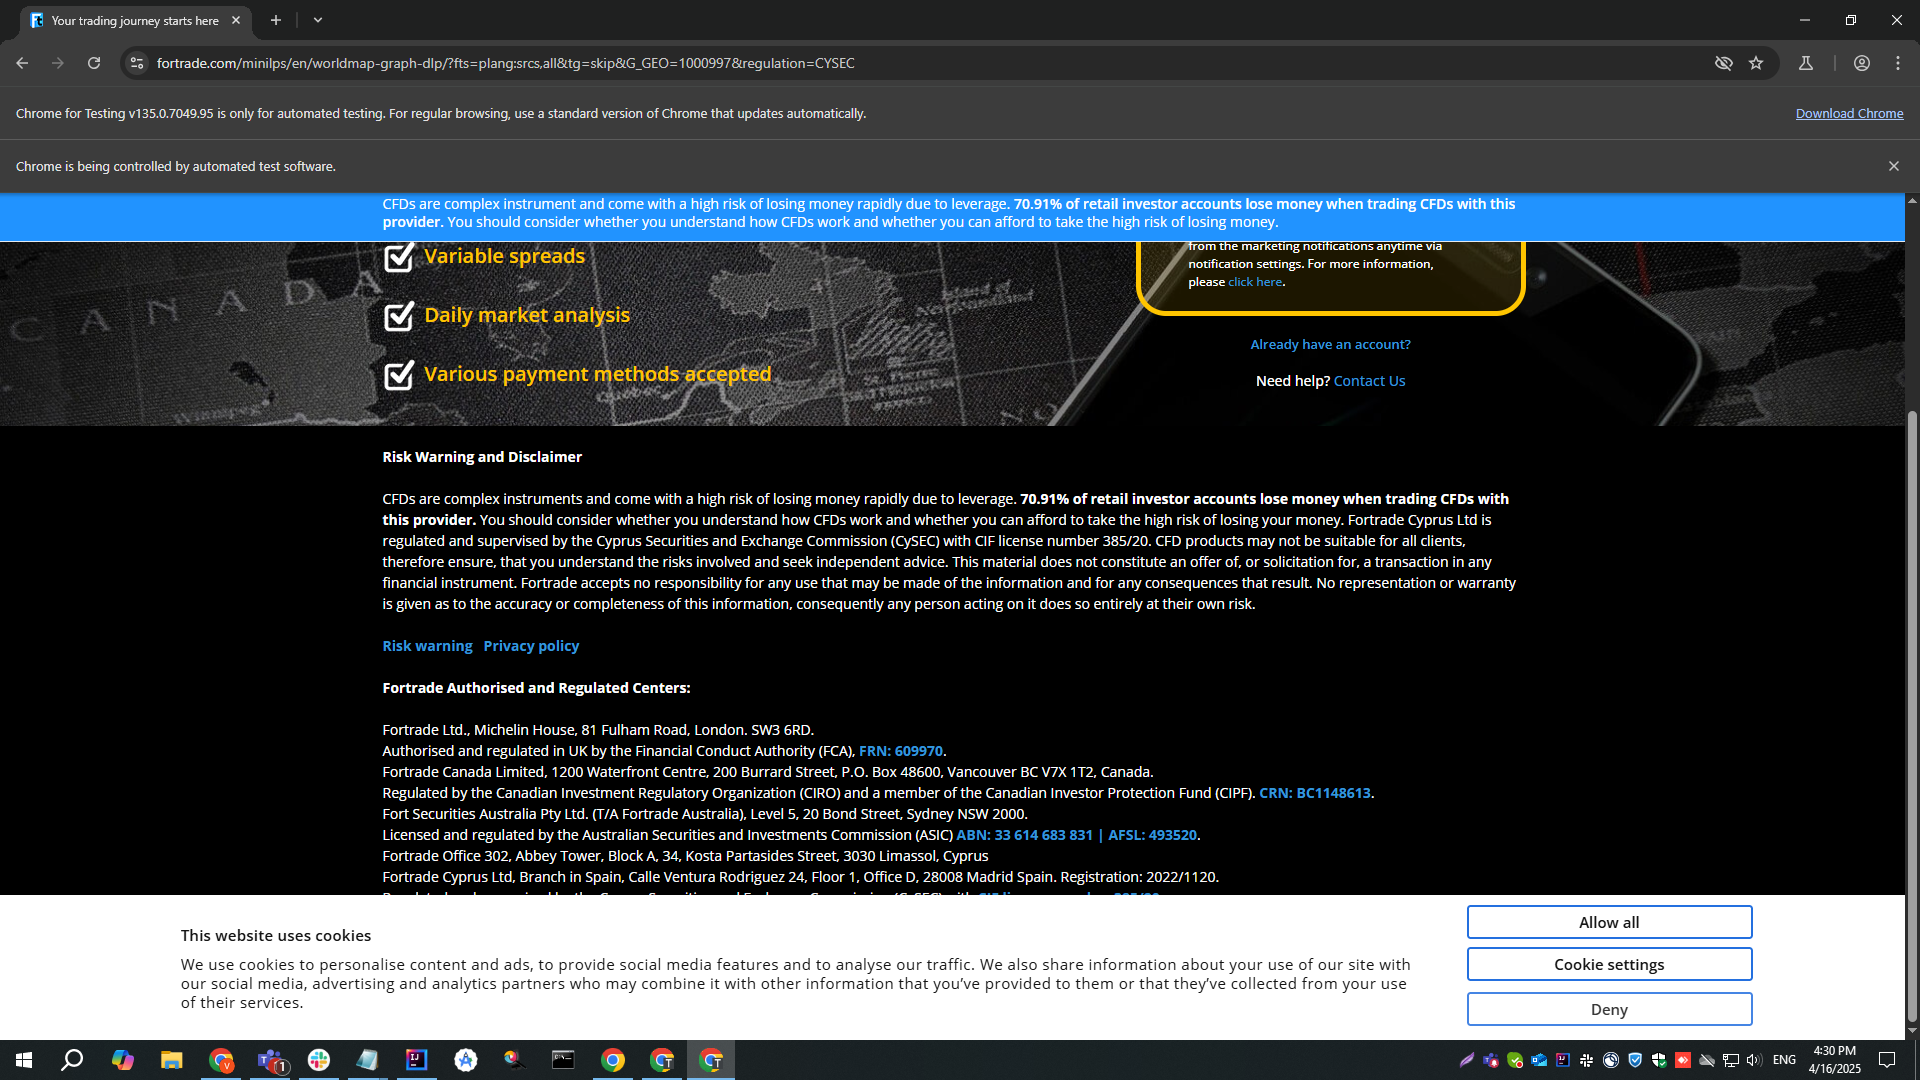 Your trading journey starts here
fortrade.com/minilps/en/worldmap-graph-dlp/?fts=plang:srcs,all&tg=skip&G_GEO=1000997&regulation=CYSEC
Chrome for Testing v135.0.7049.95 is only for automated testing. For regular browsing, use a standard version of Chrome that updates automatically.
Download Chrome
Chrome is being controlled by automated test software.
CFDs are complex instrument and come with a high risk of losing money rapidly due to leverage. 70.91% of retail investor accounts lose money when trading CFDs with this
provider. You should consider whether you understand how CFDs work and whether you can afford to take the high risk of losing money.
CANADA
Variable spreads
Daily market analysis
Various payment methods accepted
Island of
Newfoundland
Winnipeg
Québec
St. Pierre
NO
from the marketing notifications anytime via
notification settings. For more information,
please click here.
Already have an account?
Need help? Contact Us
Risk Warning and Disclaimer
CFDs are complex instruments and come with a high risk of losing money rapidly due to leverage. 70.91% of retail investor accounts lose money when trading CFDs with
this provider. You should consider whether you understand how CFDs work and whether you can afford to take the high risk of losing your money. Fortrade Cyprus Ltd is
regulated and supervised by the Cyprus Securities and Exchange Commission (CySEC) with CIF license number 385/20. CFD products may not be suitable for all clients,
therefore ensure, that you understand the risks involved and seek independent advice. This material does not constitute an offer of, or solicitation for, a transaction in any
financial instrument. Fortrade accepts no responsibility for any use that may be made of the information and for any consequences that result. No representation or warranty
is given as to the accuracy or completeness of this information, consequently any person acting on it does so entirely at their own risk.
Risk warning Privacy policy
Fortrade Authorised and Regulated Centers:
Fortrade Ltd., Michelin House, 81 Fulham Road, London. SW3 6RD.
Authorised and regulated in UK by the Financial Conduct Authority (FCA), FRN: 609970.
Fortrade Canada Limited, 1200 Waterfront Centre, 200 Burrard Street, P.O. Box 48600, Vancouver BC V7X 1T2, Canada.
Regulated by the Canadian Investment Regulatory Organization (CIRO) and a member of the Canadian Investor Protection Fund (CIPF). CRN: BC1148613.
Fort Securities Australia Pty Ltd. (T/A Fortrade Australia), Level 5, 20 Bond Street, Sydney NSW 2000.
Licensed and regulated by the Australian Securities and Investments Commission (ASIC) ABN: 33 614 683 831 | AFSL: 493520.
Fortrade Office 302, Abbey Tower, Block A, 34, Kosta Partasides Street, 3030 Limassol, Cyprus
Fortrade Cyprus Ltd, Branch in Spain, Calle Ventura Rodriguez 24, Floor 1, Office D, 28008 Madrid Spain. Registration: 2022/1120.
This website uses cookies
We use cookies to personalise content and ads, to provide social media features and to analyse our traffic. We also share information about your use of our site with
our social media, advertising and analytics partners who may combine it with other information that you've provided to them or that they've collected from your use
of their services.
Allow all
Cookie settings
Deny
ENG
4:30 PM
4/16/2025